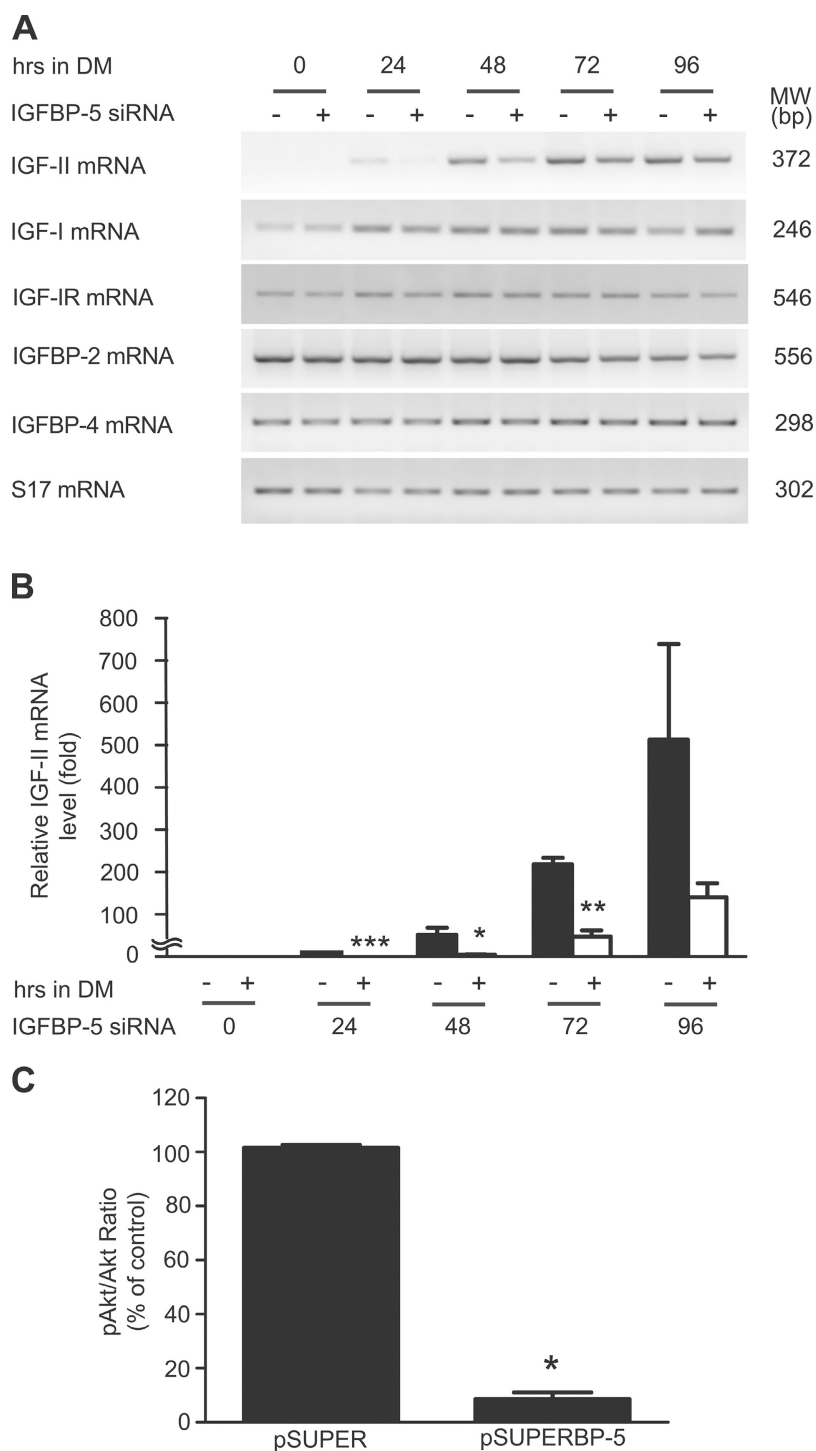 A
hrs in DM 0 24 48 72 96
MW
(bp)
IGFBP-5 siRNA - + - + - + - + - +
IGF-II mRNA 372
IGF-I mRNA 246
IGF-IR mRNA 546
IGFBP-2 mRNA 556
IGFBP-4 mRNA 298
S17 mRNA 302
B
Relative IGF-II mRNA
level (fold)
800
700
600
500
400
300
200
100
0
*** * **
- + - + - + - + - +
hrs in DM
IGFBP-5 siRNA 0 24 48 72 96
C
pAkt/Akt Ratio
(% of control)
120
100
80
60
40
20
0
*
pSUPER pSUPERBP-5